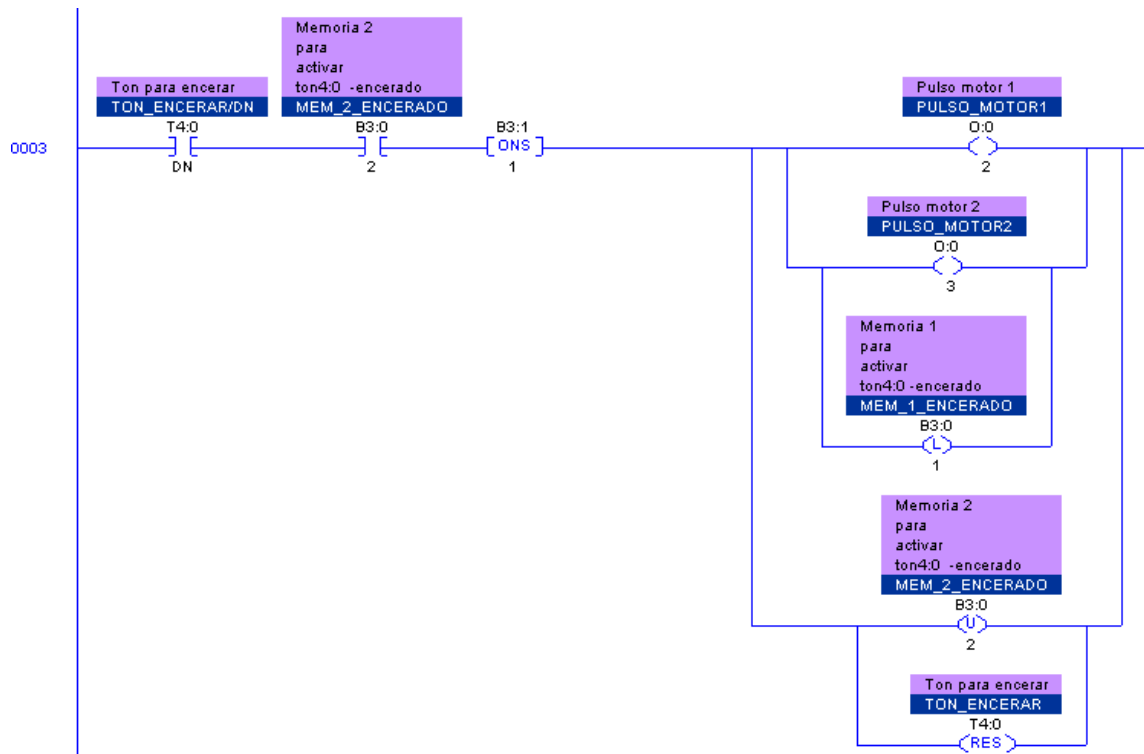 Memoria 2
para
activar
ton4:0 -encerado
MEM_2_ENCERADO
B3:0
2
Ton para encerar
TON_ENCERAR/DN
T4:0
DN
B3:1
ONS
1
0003
Pulso motor 1
PULSO_MOTOR1
O:0
2
Pulso motor 2
PULSO_MOTOR2
O:0
3
Memoria 1
para
activar
ton4:0 -encerado
MEM_1_ENCERADO
B3:0
L
1
Memoria 2
para
activar
ton4:0 -encerado
MEM_2_ENCERADO
B3:0
U
2
Ton para encerar
TON_ENCERAR
T4:0
RES